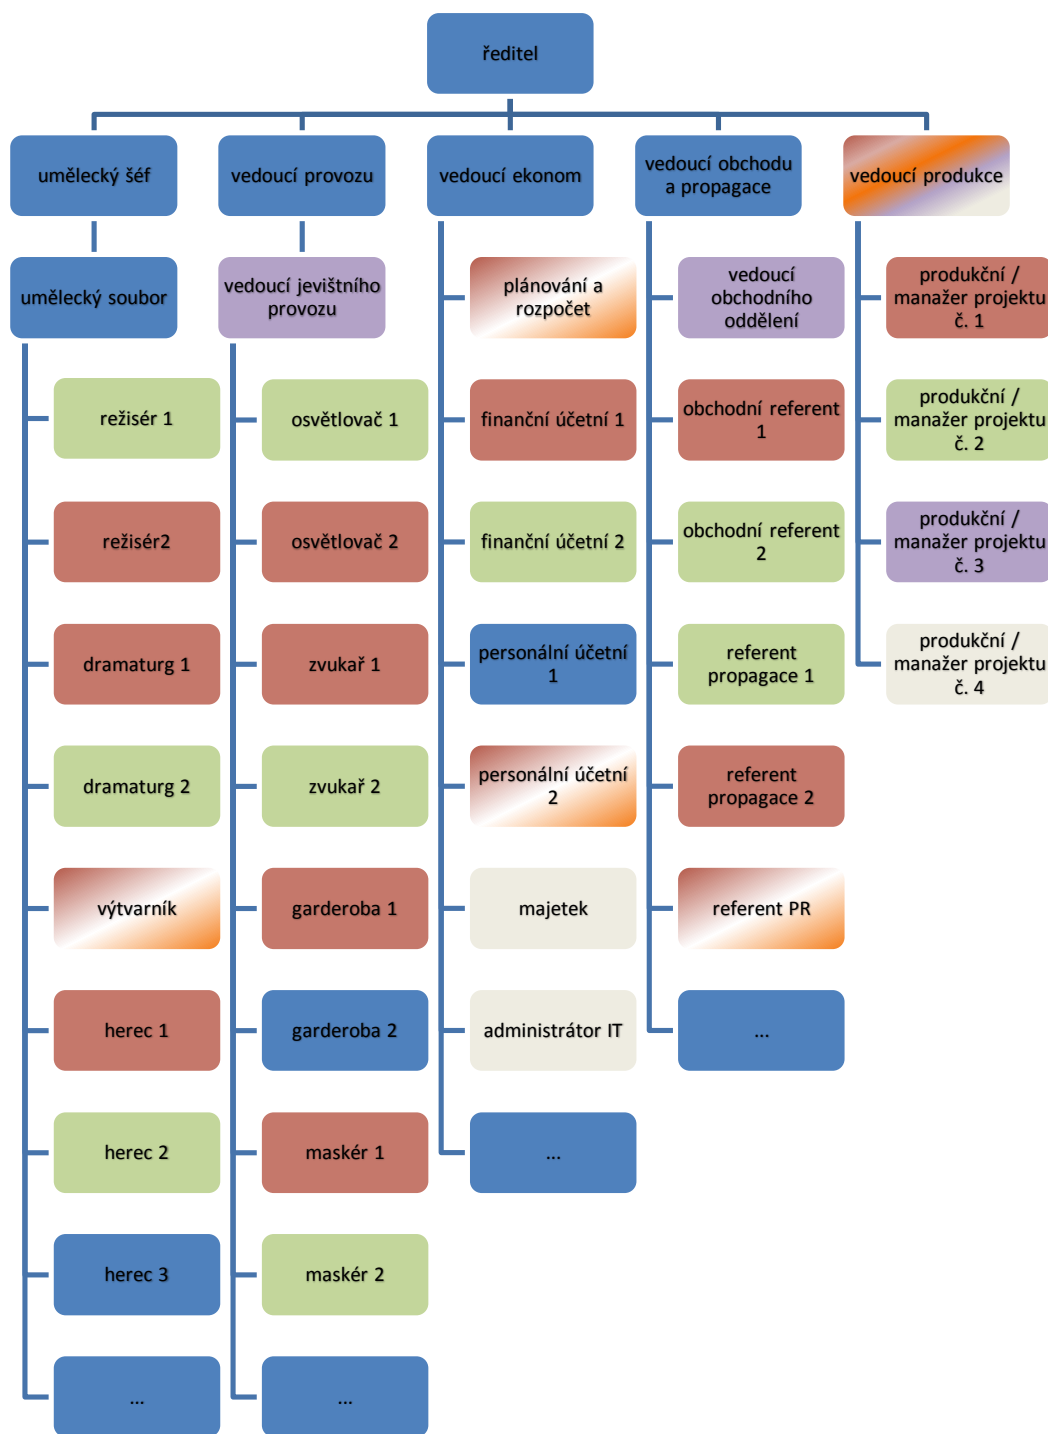 ředitel
umělecký šéf
vedoucí provozu
vedoucí ekonom
vedoucí obchodu
a propagace
vedoucí produkce
umělecký soubor
režisér 1
režisér2
dramaturg 1
dramaturg 2
výtvarník
herec 1
herec 2
herec 3
...
vedoucí jevištního
provozu
osvětlovač 1
osvětlovač 2
zvukař 1
zvukař 2
garderoba 1
garderoba 2
maskér 1
maskér 2
...
plánování a
rozpočet
finanční účetní 1
finanční účetní 2
personální účetní
1
personální účetní
2
majetek
administrátor IT
...
vedoucí
obchodního
oddělení
obchodní referent
1
obchodní referent
2
referent
propagace 1
referent
propagace 2
referent PR
...
produkční /
manažer projektu
č. 1
produkční /
manažer projektu
č. 2
produkční /
manažer projektu
č. 3
produkční /
manažer projektu
č. 4